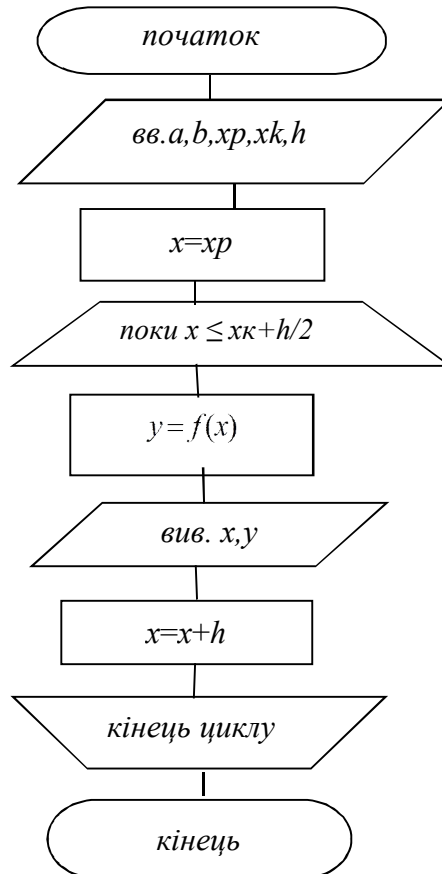 початок
вв.a,b,xp,xk,h
x=xp
поки x ≤ xк+h/2
y = f(x)
вив. x,y
x=x+h
кінець циклу
кінець